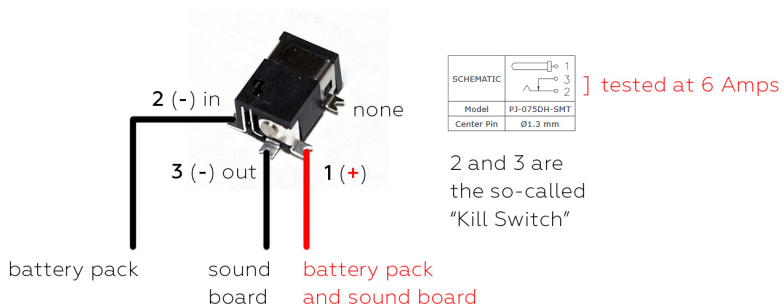 2 (-) in
none
3 (-) out
1 (+)
battery pack
sound
board
battery pack
and sound board
SCHEMATIC
1
3
2
Model
PJ-075DH-SMT
Center Pin
Ø1.3 mm
] tested at 6 Amps
2 and 3 are
the so-called
“Kill Switch”